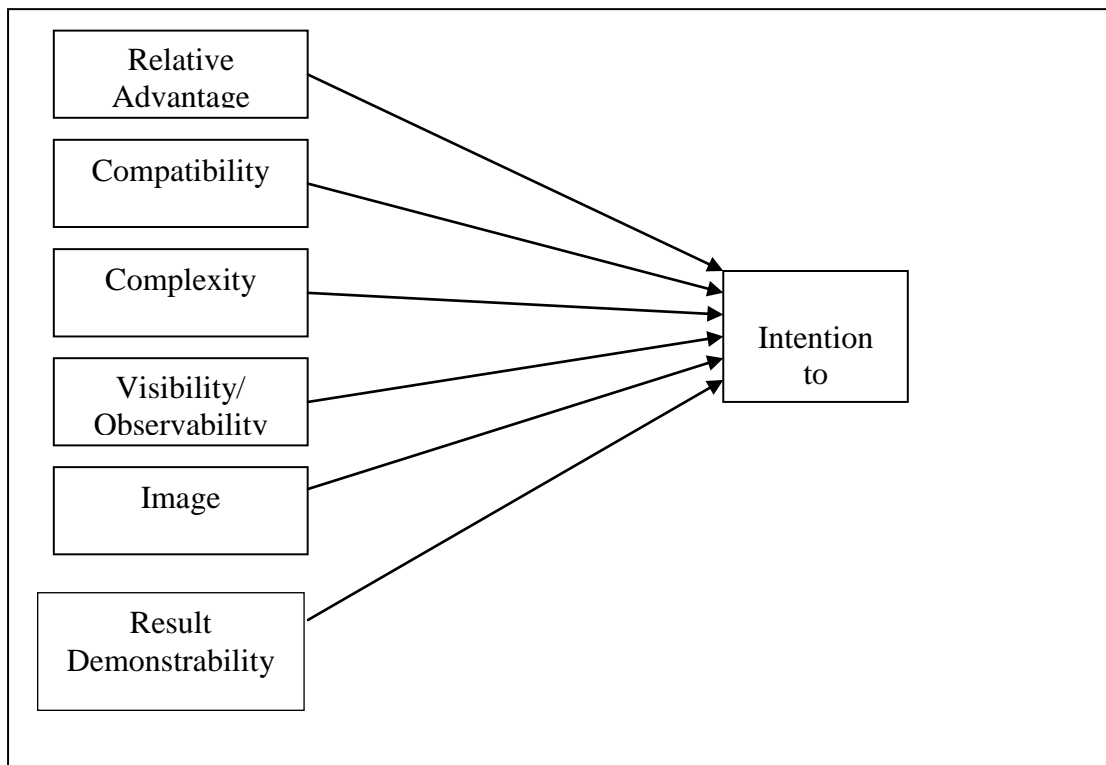 Relative
Advantage
Compatibility
Complexity
Visibility/
Observability
Image
Result
Demonstrability
Intention
to